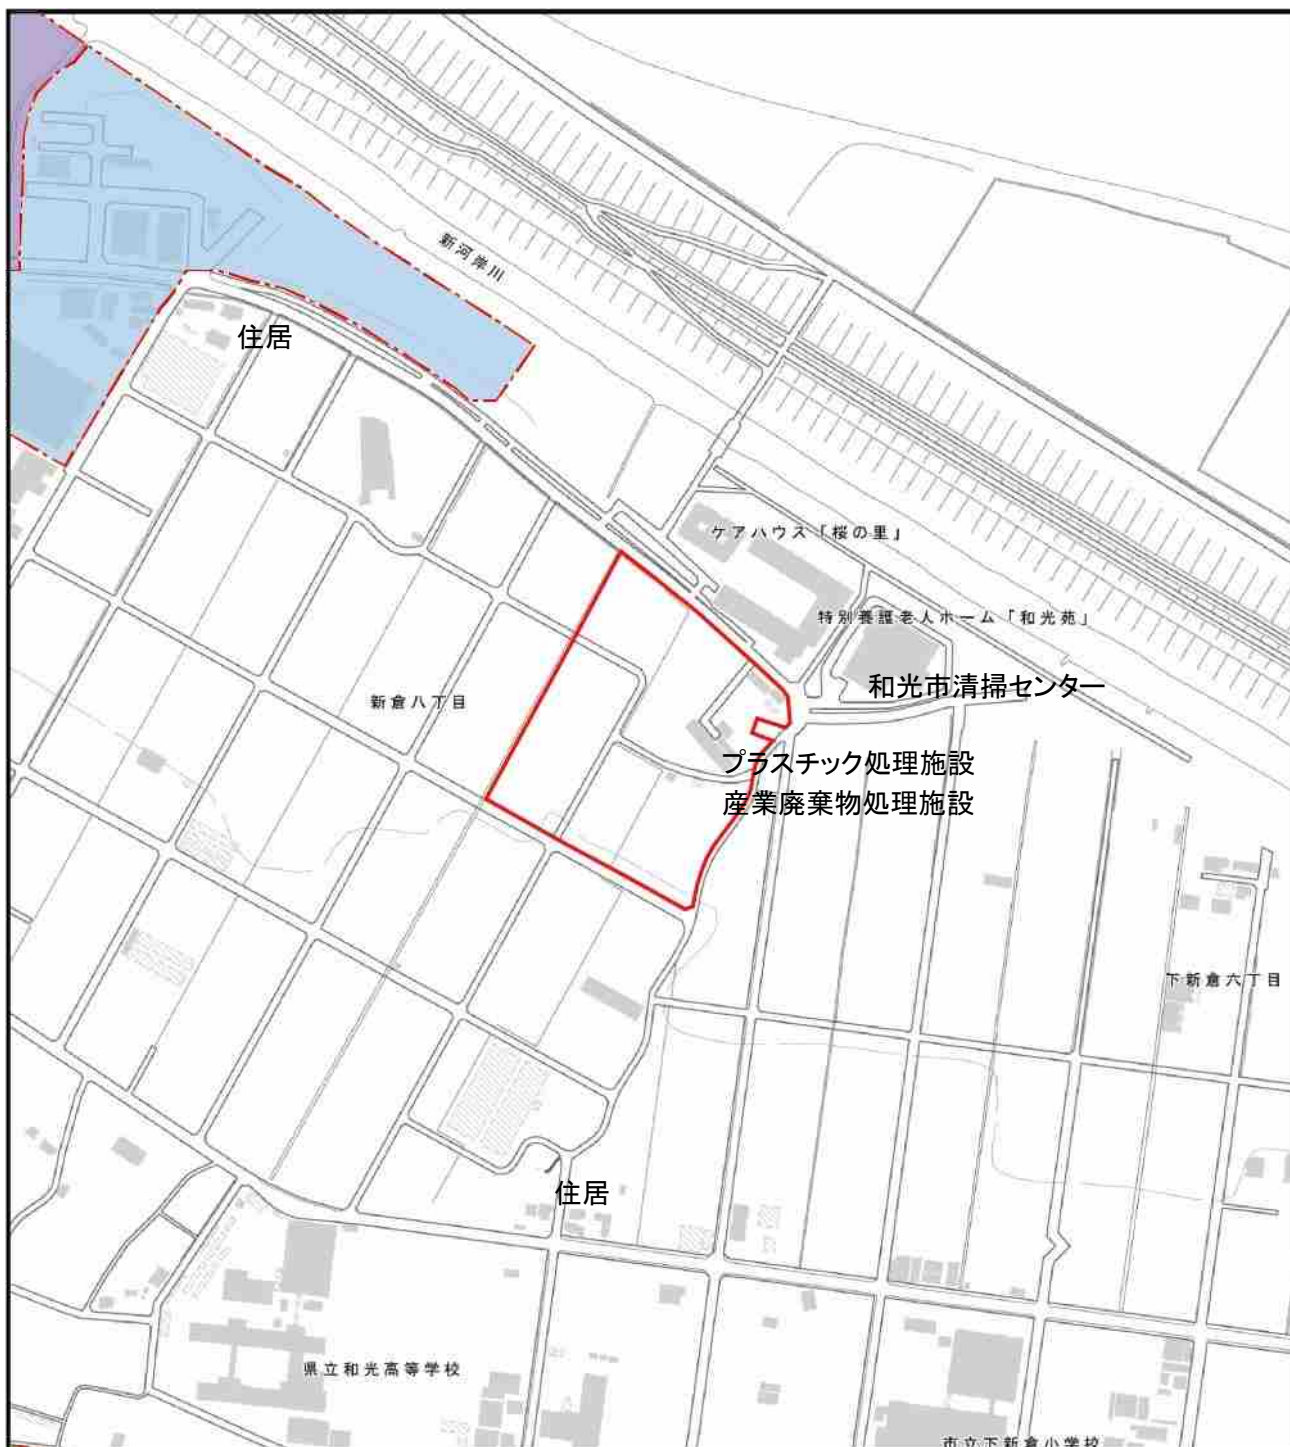 新河岸川
住居
ケアハウス「桜の里」
特別養護老人ホーム「和光苑」
和光市清掃センター
新倉八丁目
プラスチック処理施設
産業廃棄物処理施設
下新倉六丁目
住居
県立和光高等学校
市立下新倉小学校